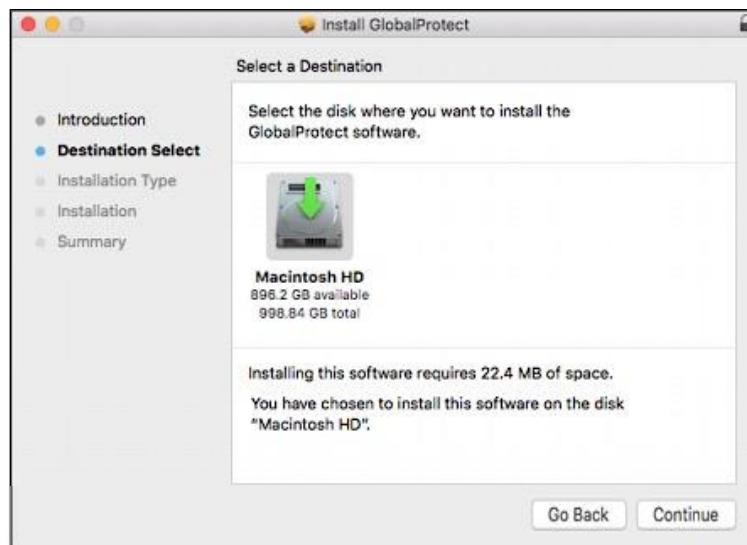 Install GlobalProtect
Select a Destination
Introduction
Destination Select
Installation Type
Installation
Summary
Select the disk where you want to install the
GlobalProtect software.
Macintosh HD
896.2 GB available
998.84 GB total
Installing this software requires 22.4 MB of space.
You have chosen to install this software on the disk
“Macintosh HD”.
Go Back
Continue